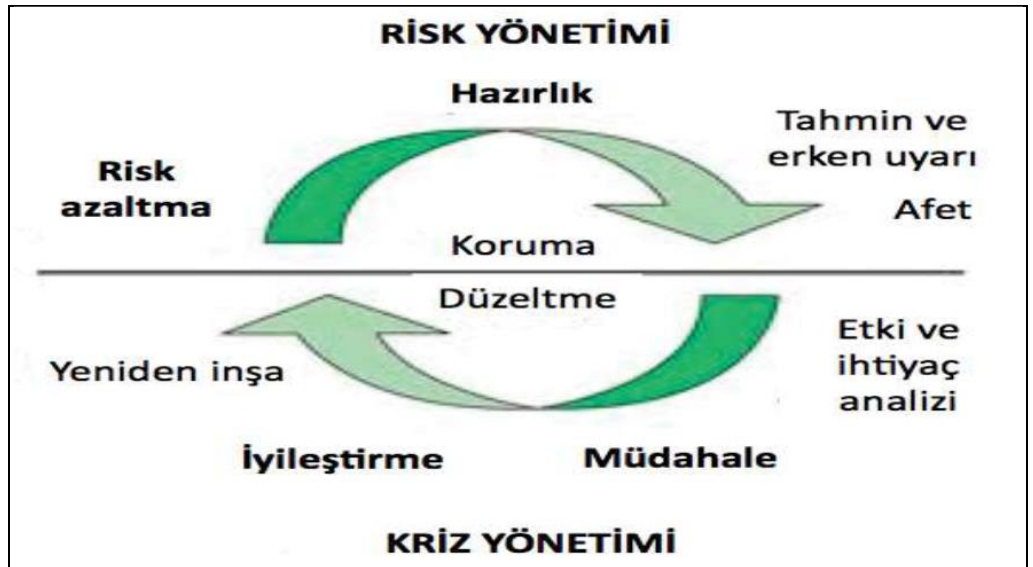 RİSK YÖNETİMİ
Hazırlık
Tahmin ve
erken uyarı
Risk
azaltma
Afet
Koruma
Düzeltme
Etki ve
ihtiyaç
analizi
Yeniden inşa
İyileştirme
Müdahale
KRİZ YÖNETİMİ